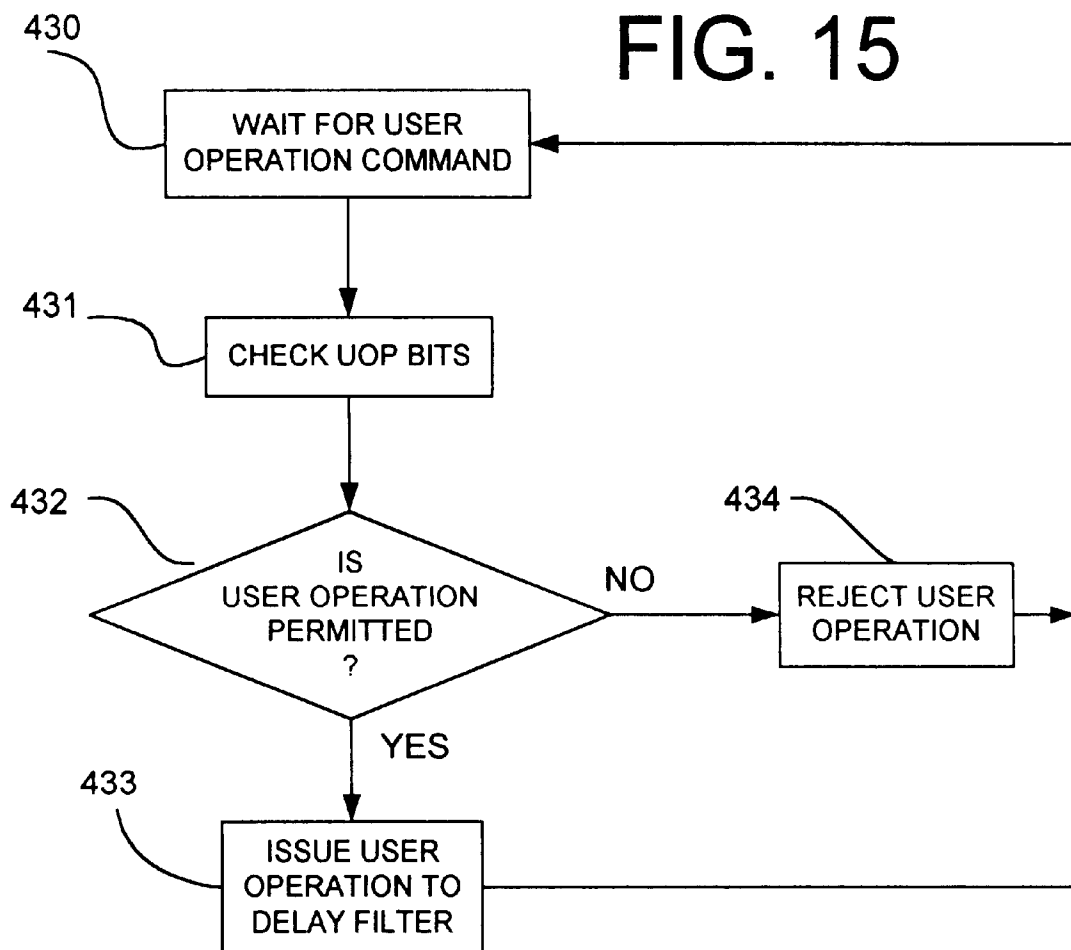 FIG. 15
430
WAIT FOR USER
OPERATION COMMAND
431
CHECK UOP BITS
432
IS
USER OPERATION
PERMITTED
?
NO
434
REJECT USER
OPERATION
YES
433
ISSUE USER
OPERATION TO
DELAY FILTER